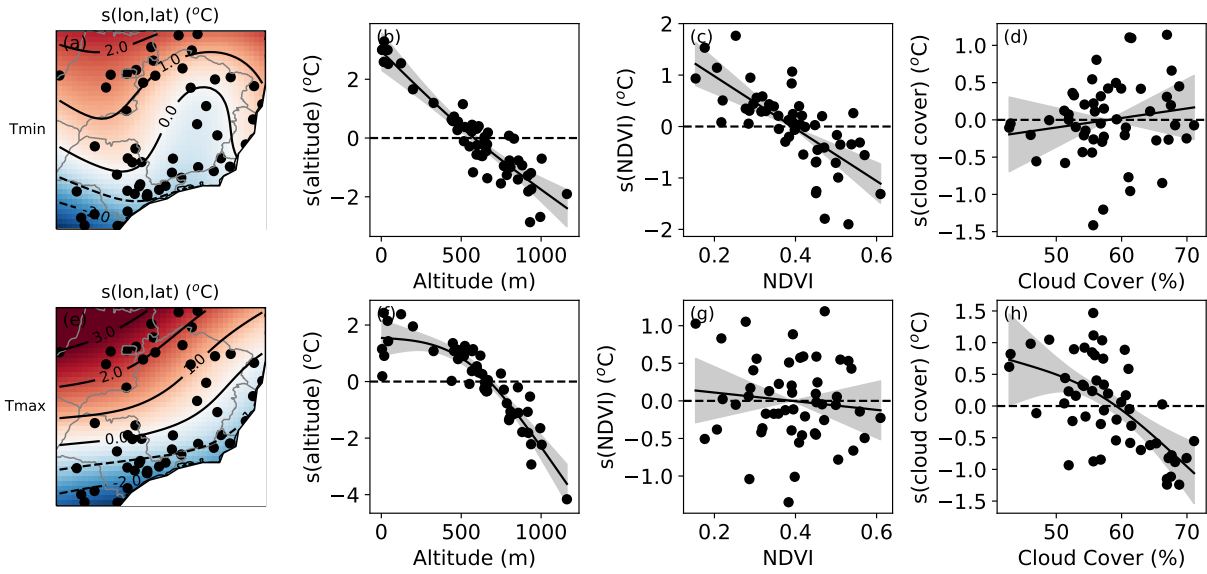 s(lon,lat) (°C)
(a)
2.0
1.0
0.0
-2.0
Tmin
(b)
s(altitude) (°C)
2
0
−2
0
500
1000
Altitude (m)
(c)
s(NDVI) (°C)
2
1
0
−1
−2
0.2
0.4
0.6
NDVI
(d)
s(cloud cover) (°C)
1.0
0.5
0.0
−0.5
−1.0
−1.5
50
60
70
Cloud Cover (%)
s(lon,lat) (°C)
(e)
3.0
2.0
1.0
0.0
-2.0
Tmax
(f)
s(altitude) (°C)
2
0
−2
−4
0
500
1000
Altitude (m)
(g)
s(NDVI) (°C)
1.0
0.5
0.0
−0.5
−1.0
0.2
0.4
0.6
NDVI
(h)
s(cloud cover) (°C)
1.5
1.0
0.5
0.0
−0.5
−1.0
−1.5
50
60
70
Cloud Cover (%)